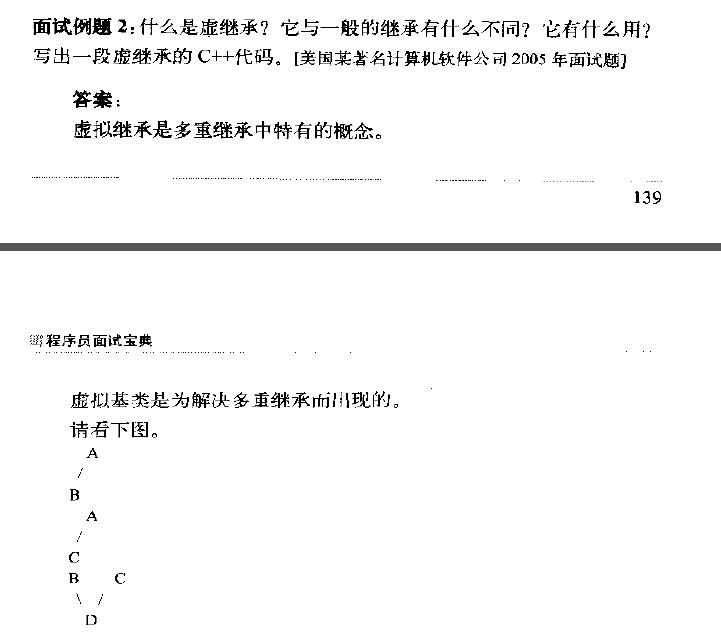 面试例题 2:什么是虚继承？它与一般的继承有什么不同？它有什么用？
写出一段虚继承的 C++代码。[美国某著名计算机软件公司 2005 年面试题]
答案：
虚拟继承是多重继承中特有的概念。
139
程序员面试宝典
虚拟基类是为解决多重继承而出现的。
请看下图。
A
/
B
A
/
C
B C
\ /
D